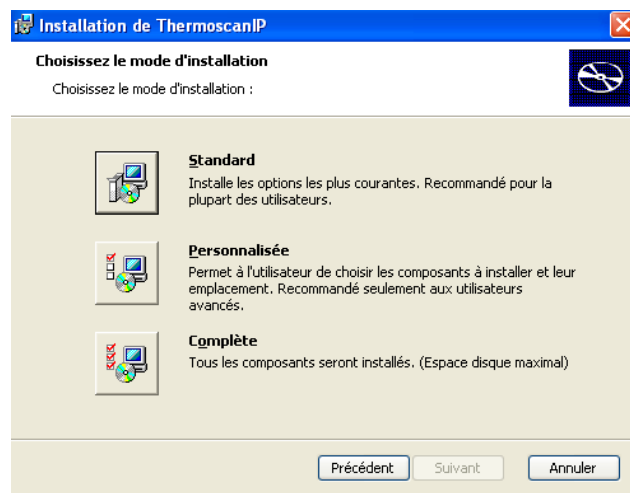 Installation de ThermoscanIP
Choisissez le mode d'installation
Choisissez le mode d'installation :
Standard
Installe les options les plus courantes. Recommandé pour la
plupart des utilisateurs.
Personnalisée
Permet à l'utilisateur de choisir les composants à installer et leur
emplacement. Recommandé seulement aux utilisateurs
avancés.
Complète
Tous les composants seront installés. (Espace disque maximal)
Précédent Suivant Annuler